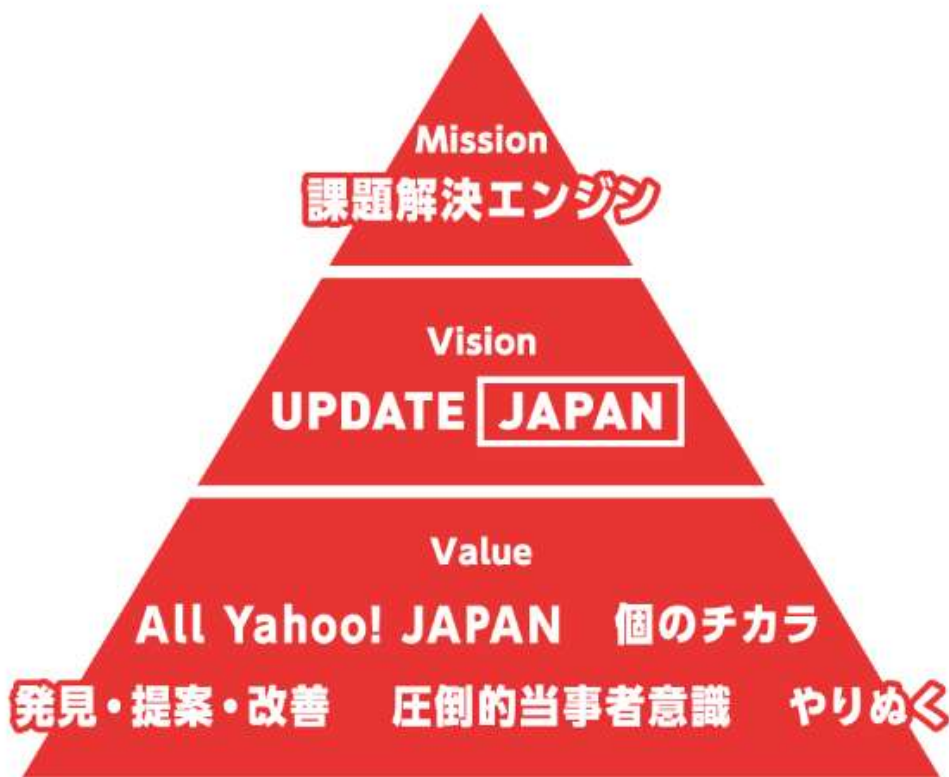 Mission
課題解決エンジン
Vision
UPDATE JAPAN
Value
All Yahoo! JAPAN 個のチカラ
発見・提案・改善 圧倒的当事者意識 やりぬく